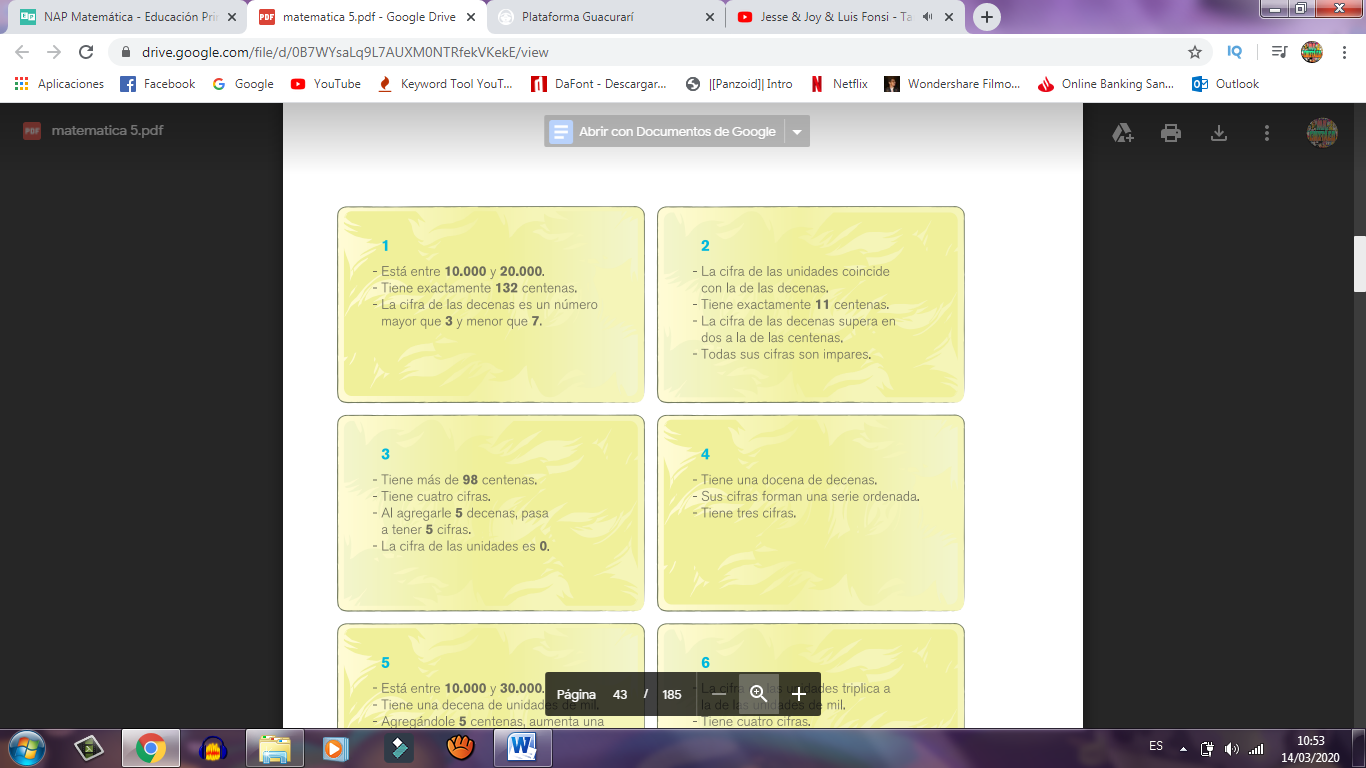 NAP Matemática - Educación Pri
matematica 5.pdf - Google Drive
Plataforma Guacurarí
Jesse & Joy & Luis Fonsi - Ta
drive.google.com/file/d/0B7WYsaLq9L7AUXM0NTRfekVKekE/view
IQ
Aplicaciones
Facebook
Google
YouTube
Keyword Tool YouT...
DaFont - Descargar...
|[Panzoid]| Intro
Netflix
Wondershare Filmo...
Online Banking San...
Outlook
PDF matematica 5.pdf
Abrir con Documentos de Google
1
- Está entre 10.000 y 20.000.
- Tiene exactamente 132 centenas.
- La cifra de las decenas es un número
mayor que 3 y menor que 7.
2
- La cifra de las unidades coincide
con la de las decenas.
- Tiene exactamente 11 centenas.
- La cifra de las decenas supera en
dos a la de las centenas.
- Todas sus cifras son impares.
3
- Tiene más de 98 centenas.
- Tiene cuatro cifras.
- Al agregarle 5 decenas, pasa
a tener 5 cifras.
- La cifra de las unidades es 0.
4
- Tiene una docena de decenas.
- Sus cifras forman una serie ordenada.
- Tiene tres cifras.
5
- Está entre 10.000 y 30.000.
- Tiene una decena de unidades de mil.
- Agregándole 5 centenas, aumenta una
6
- La cifra de las unidades triplica a
la de las unidades de mil.
- Tiene cuatro cifras.
Página 43 / 185
ES
10:53
14/03/2020